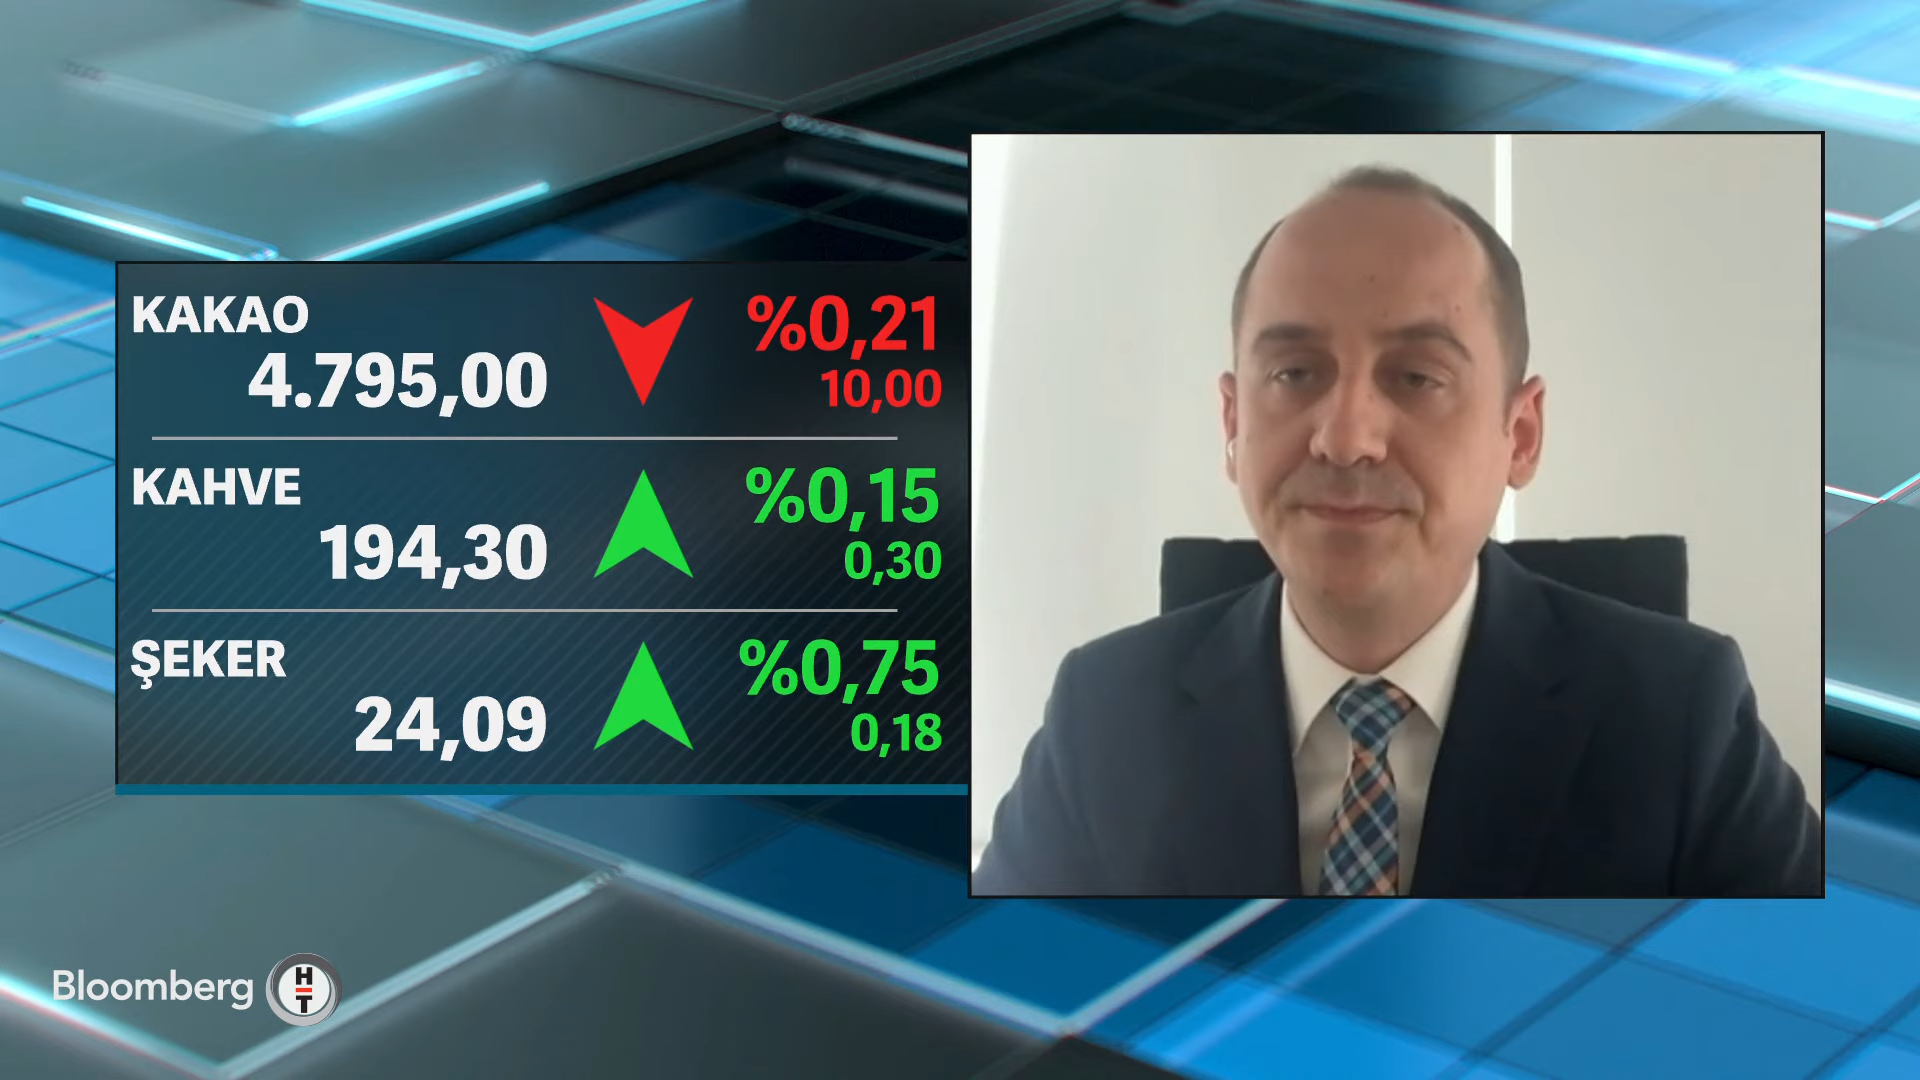 KAKAO
4.795,00
%0,21
10,00
KAHVE
194,30
%0,15
0,30
ŞEKER
24,09
%0,75
0,18
Bloomberg HT